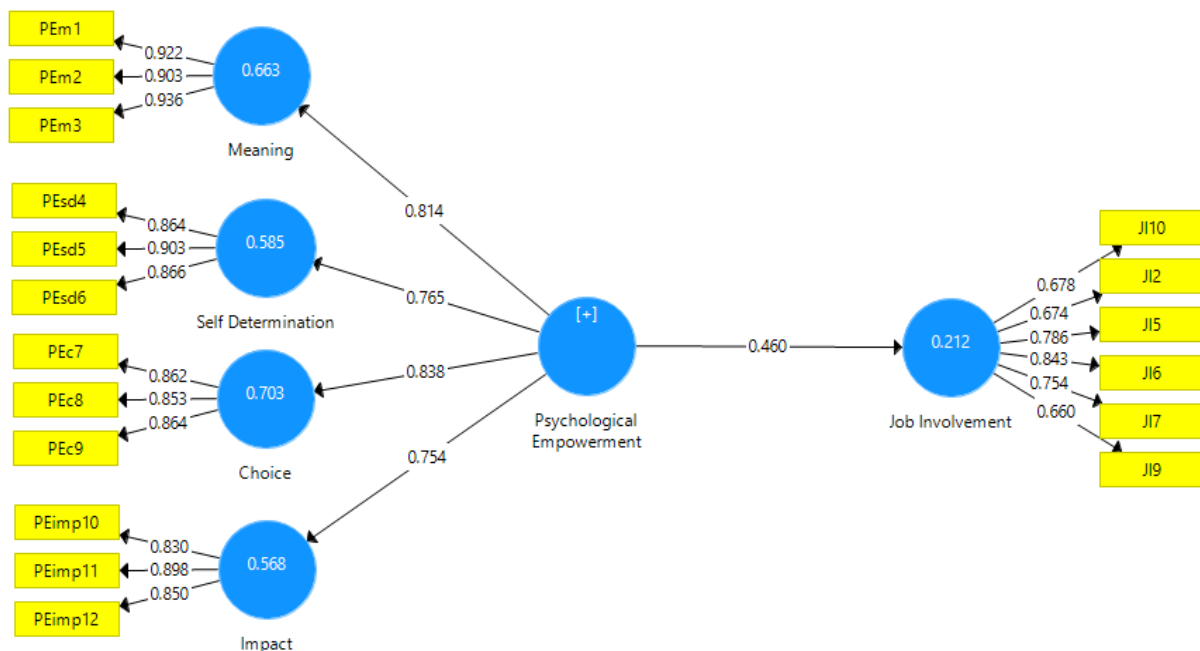 PEm1
0.922
PEm2
0.903
PEm3
0.936
0.663
Meaning
PEsd4
0.864
PEsd5
0.903
PEsd6
0.866
0.585
Self Determination
PEc7
0.862
PEc8
0.853
PEc9
0.864
0.703
Choice
PEimp10
0.830
PEimp11
0.898
PEimp12
0.850
0.568
Impact
0.814
0.765
0.838
0.754
[+]
Psychological
Empowerment
0.460
0.212
Job Involvement
0.678
0.674
0.786
0.843
0.754
0.660
JI10
JI2
JI5
JI6
JI7
JI9